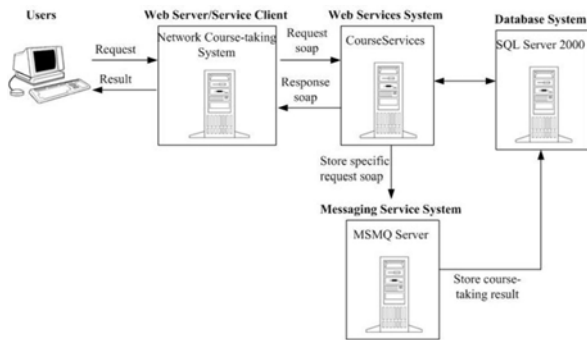 Users
Web Server/Service Client
Web Services System
Database System
Request
Result
Network Course-taking
System
Request
soap
Response
soap
CourseServices
SQL Server 2000
Store specific
request soap
Messaging Service System
MSMQ Server
Store course-
taking result